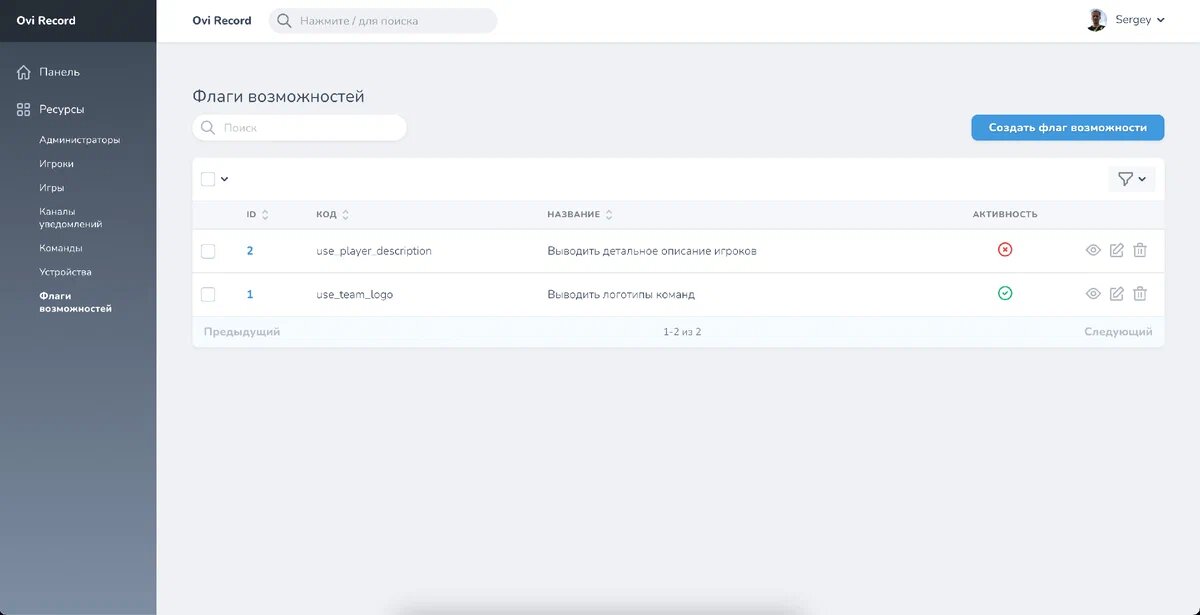 Ovi Record
Ovi Record
Нажмите / для поиска
Sergey
Панель
Ресурсы
Администраторы
Игроки
Игры
Каналы
уведомлений
Команды
Устройства
Флаги
возможностей
Флаги возможностей
Поиск
Создать флаг возможности
ID КОД НАЗВАНИЕ АКТИВНОСТЬ
2 use_player_description Выводить детальное описание игроков
1 use_team_logo Выводить логотипы команд
Предыдущий 1-2 из 2 Следующий